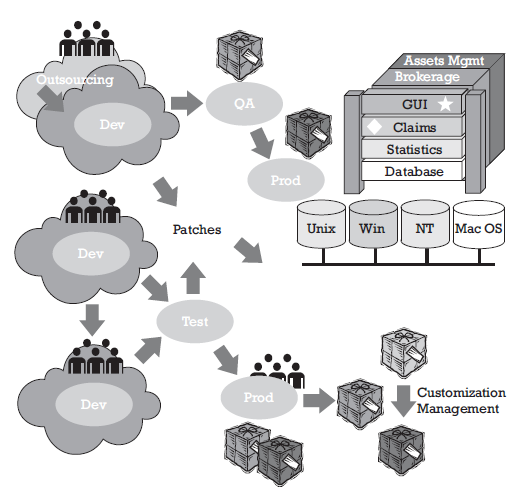 Outsourcing
Dev
QA
Prod
Assets Mgmt
Brokerage
GUI
Claims
Statistics
Database
Unix
Win
NT
Mac OS
Patches
Dev
Test
Dev
Prod
Customization
Management